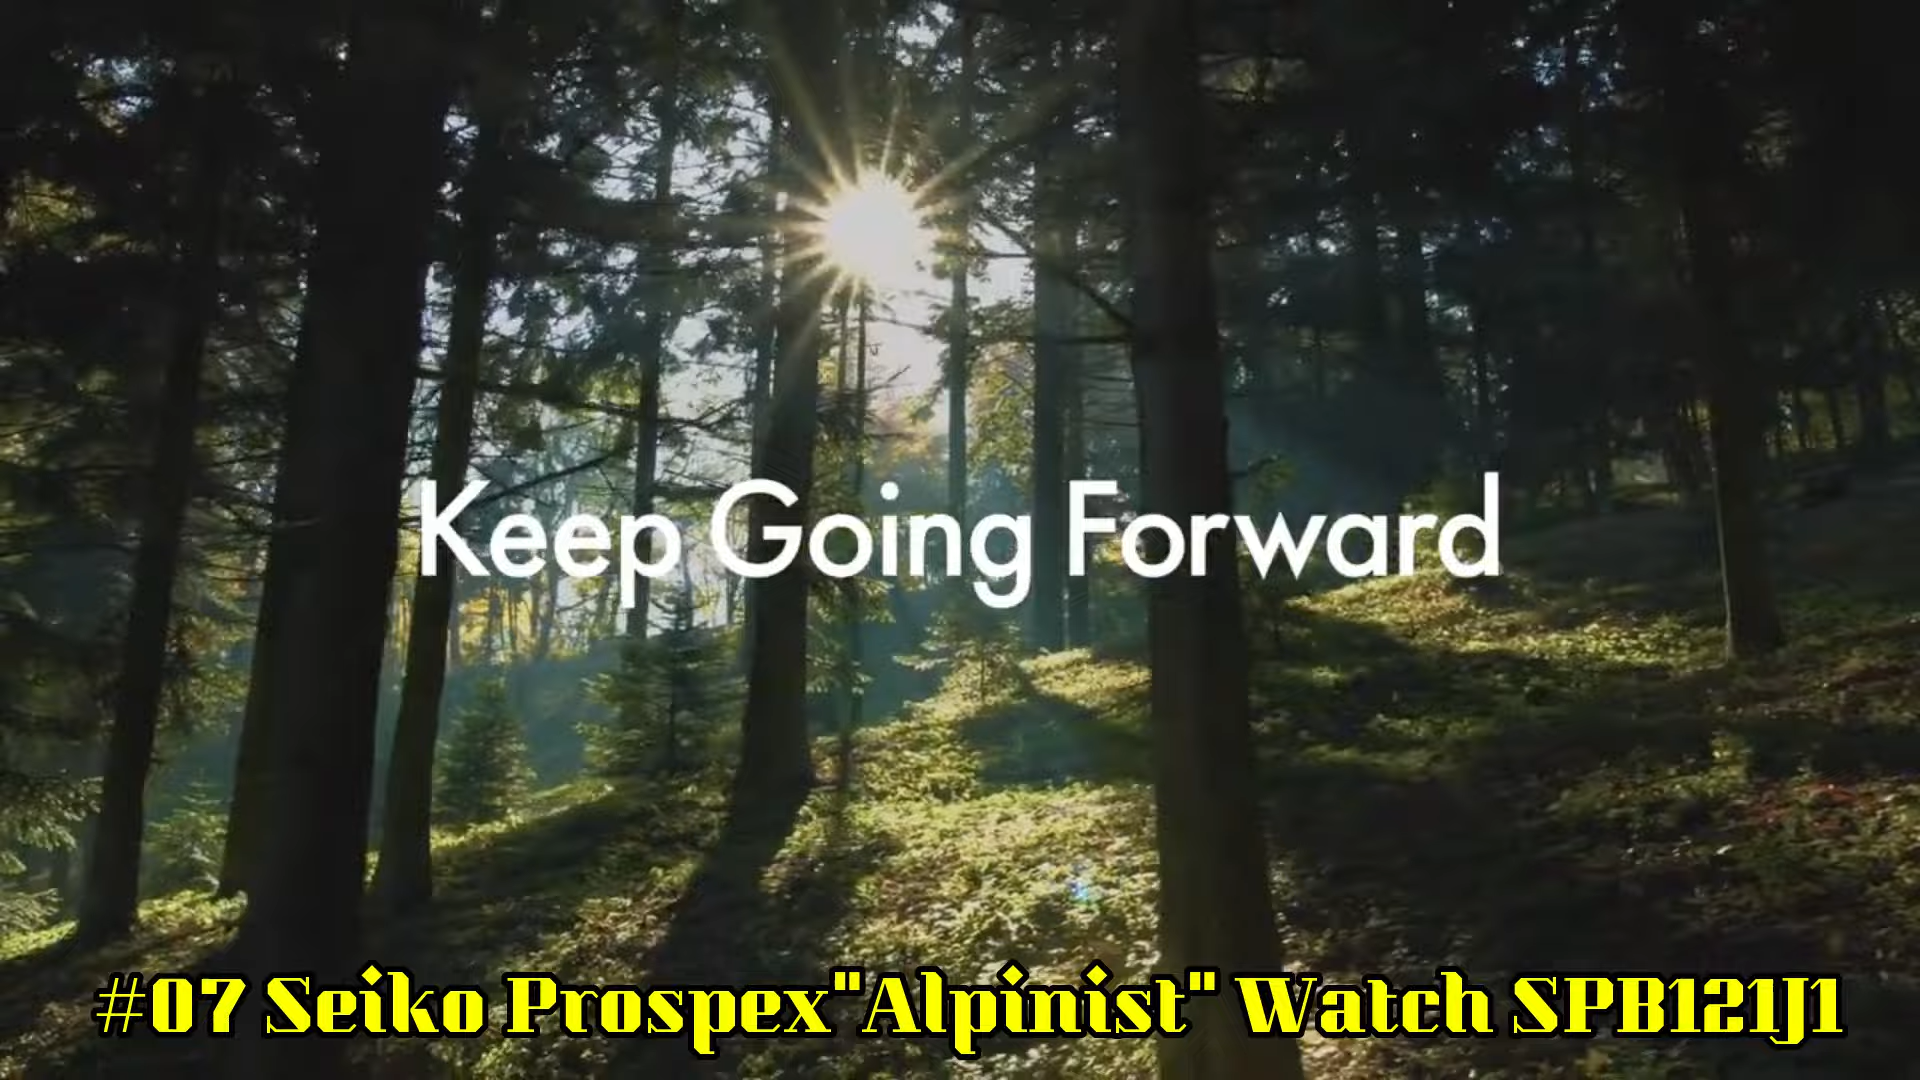 Keep Going Forward
#07 Seiko Prospex"Alpinist" Watch SPB121J1